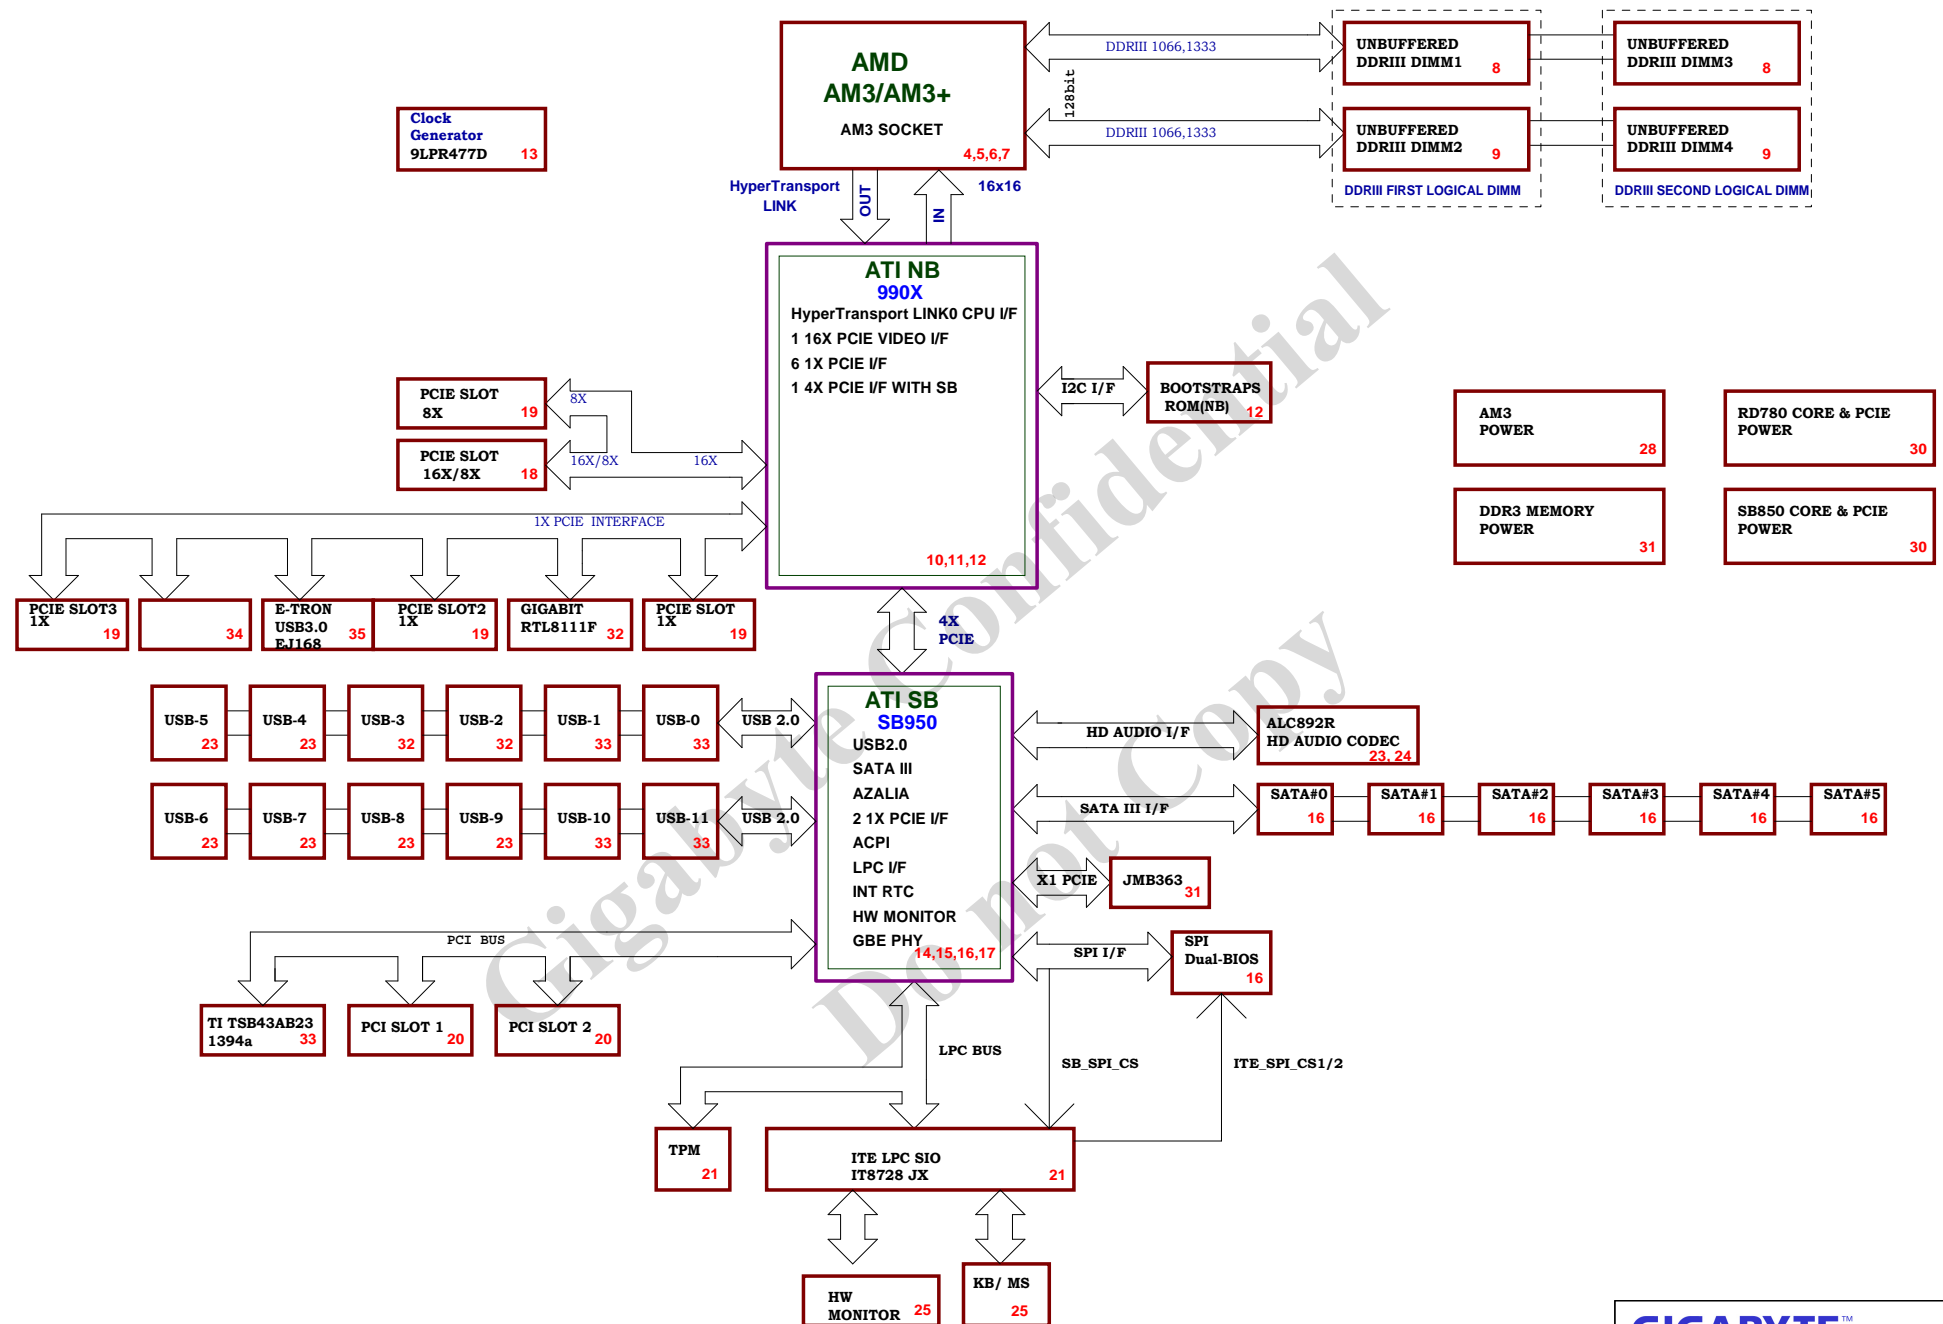 AMD
AM3/AM3+
AM3 SOCKET
4,5,6,7
DDRIII 1066,1333
128bit
DDRIII 1066,1333
UNBUFFERED
DDRIII DIMM1
8
UNBUFFERED
DDRIII DIMM3
8
UNBUFFERED
DDRIII DIMM2
9
UNBUFFERED
DDRIII DIMM4
9
DDRIII FIRST LOGICAL DIMM
DDRIII SECOND LOGICAL DIMM
Clock
Generator
9LPR477D
13
HyperTransport
LINK
OUT
IN
16x16
ATI NB
990X
HyperTransport LINK0 CPU I/F
1 16X PCIE VIDEO I/F
6 1X PCIE I/F
1 4X PCIE I/F WITH SB
10,11,12
I2C I/F
BOOTSTRAPS
ROM(NB)
12
PCIE SLOT
8X
19
8X
PCIE SLOT
16X/8X
18
16X/8X
16X
1X PCIE INTERFACE
AM3
POWER
28
RD780 CORE & PCIE
POWER
30
DDR3 MEMORY
POWER
31
SB850 CORE & PCIE
POWER
30
PCIE SLOT3
1X
19
34
E-TRON
USB3.0
EJ168
35
PCIE SLOT2
1X
19
GIGABIT
RTL8111F
32
PCIE SLOT
1X
19
4X
PCIE
USB-5
23
USB-4
23
USB-3
32
USB-2
32
USB-1
33
USB-0
33
USB 2.0
USB-6
23
USB-7
23
USB-8
23
USB-9
23
USB-10
33
USB-11
33
USB 2.0
ATI SB
SB950
USB2.0
SATA III
AZALIA
2 1X PCIE I/F
ACPI
LPC I/F
INT RTC
HW MONITOR
GBE PHY
14,15,16,17
HD AUDIO I/F
ALC892R
HD AUDIO CODEC
23, 24
SATA III I/F
SATA#0
16
SATA#1
16
SATA#2
16
SATA#3
16
SATA#4
16
SATA#5
16
X1 PCIE
JMB363
31
SPI I/F
SPI
Dual-BIOS
16
PCI BUS
TI TSB43AB23
1394a
33
PCI SLOT 1
20
PCI SLOT 2
20
LPC BUS
SB_SPI_CS
ITE_SPI_CS1/2
TPM
21
ITE LPC SIO
IT8728 JX
21
HW
MONITOR
25
KB/ MS
25
Gigabyte Confidential
Do not Copy
GIGABYTE™